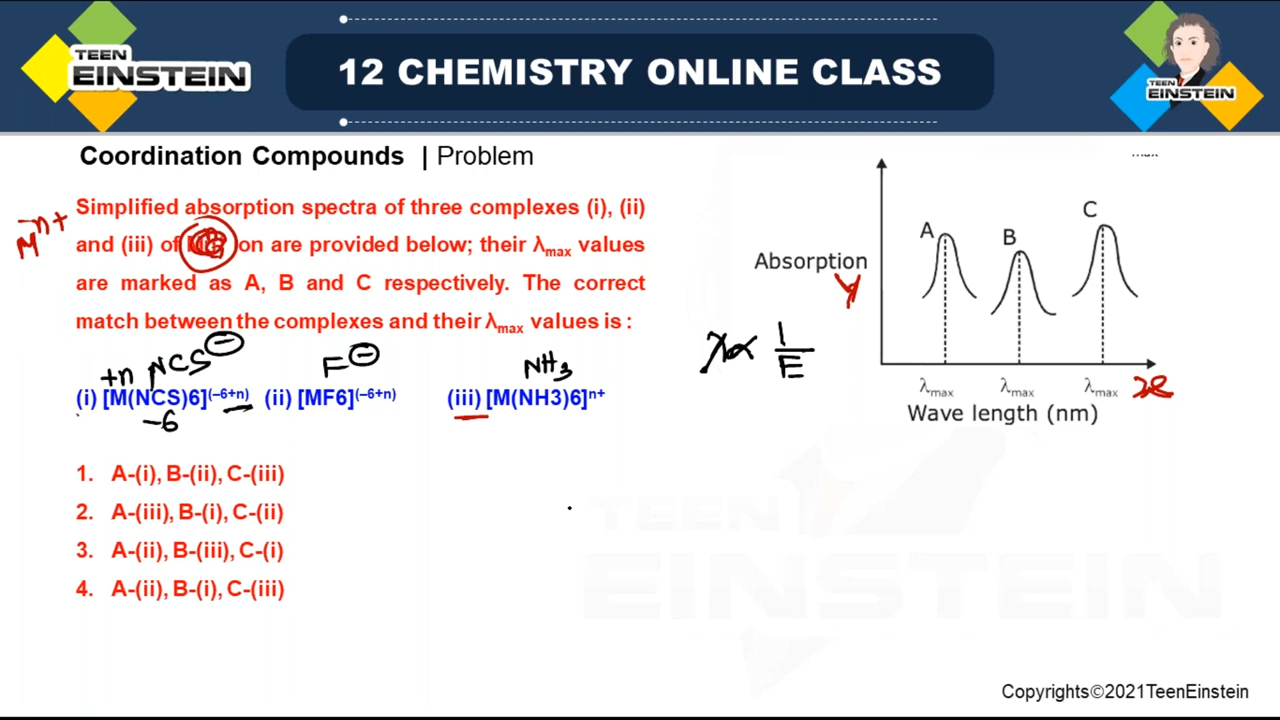 TEEN
EINSTEIN
12 CHEMISTRY ONLINE CLASS
TEEN
EINSTEIN
Coordination Compounds | Problem
Simplified absorption spectra of three complexes (i), (ii)
and (iii) of on are provided below; their λmax values
are marked as A, B and C respectively. The correct
match between the complexes and their λmax values is :
M n+
+n NCS⊖ F⊖ NH3
(i) [M(NCS)6](–6+n) (ii) [MF6](–6+n) (iii) [M(NH3)6]n+
–6
1. A-(i), B-(ii), C-(iii)
2. A-(iii), B-(i), C-(ii)
3. A-(ii), B-(iii), C-(i)
4. A-(ii), B-(i), C-(iii)
λ ∝ 1/E
max
A B C
Absorption
y
λmax λmax λmax x
Wave length (nm)
TEEN
EINSTEIN
Copyrights©2021TeenEinstein